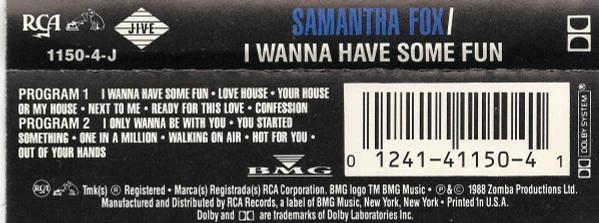 RCA JIVE
1150-4-J
SAMANTHA FOX/
I WANNA HAVE SOME FUN
PROGRAM 1 I WANNA HAVE SOME FUN • LOVE HOUSE • YOUR HOUSE
OR MY HOUSE • NEXT TO ME • READY FOR THIS LOVE • CONFESSION
PROGRAM 2 I ONLY WANNA BE WITH YOU • YOU STARTED
SOMETHING • ONE IN A MILLION • WALKING ON AIR • HOT FOR YOU •
OUT OF YOUR HANDS
BMG
0 1241-41150-4 1
DOLBY SYSTEM®
RCA Tmk(s) ® Registered • Marca(s) Registrada(s) RCA Corporation. BMG logo TM BMG Music • ℗ & © 1988 Zomba Productions Ltd.
Manufactured and Distributed by RCA Records, a label of BMG Music, New York, New York • Printed in U.S.A.
Dolby and are trademarks of Dolby Laboratories Inc.